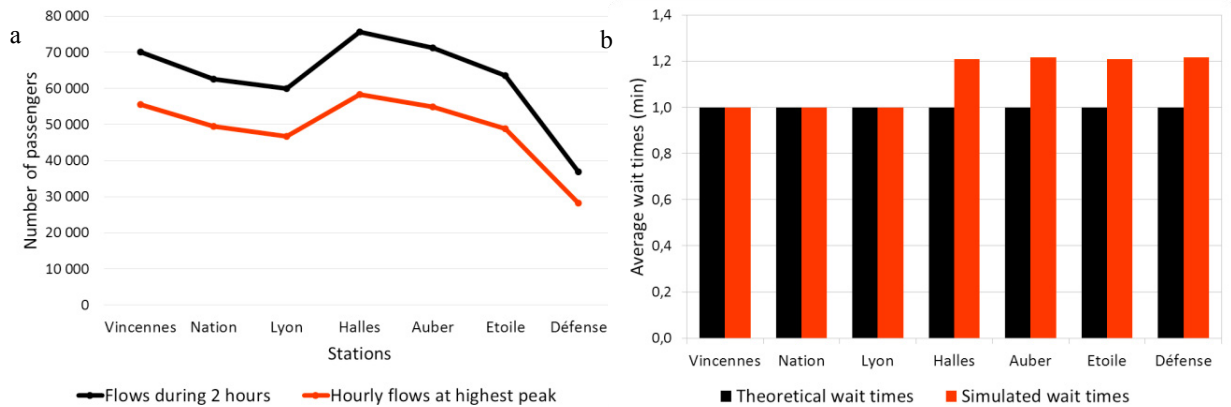 a
Number of passengers
80 000
70 000
60 000
50 000
40 000
30 000
20 000
10 000
0
Vincennes Nation Lyon Halles Auber Etoile Défense
Stations
Flows during 2 hours Hourly flows at highest peak
b
Average wait times (min)
1,4
1,2
1,0
0,8
0,6
0,4
0,2
0,0
Vincennes Nation Lyon Halles Auber Etoile Défense
Theoretical wait times Simulated wait times